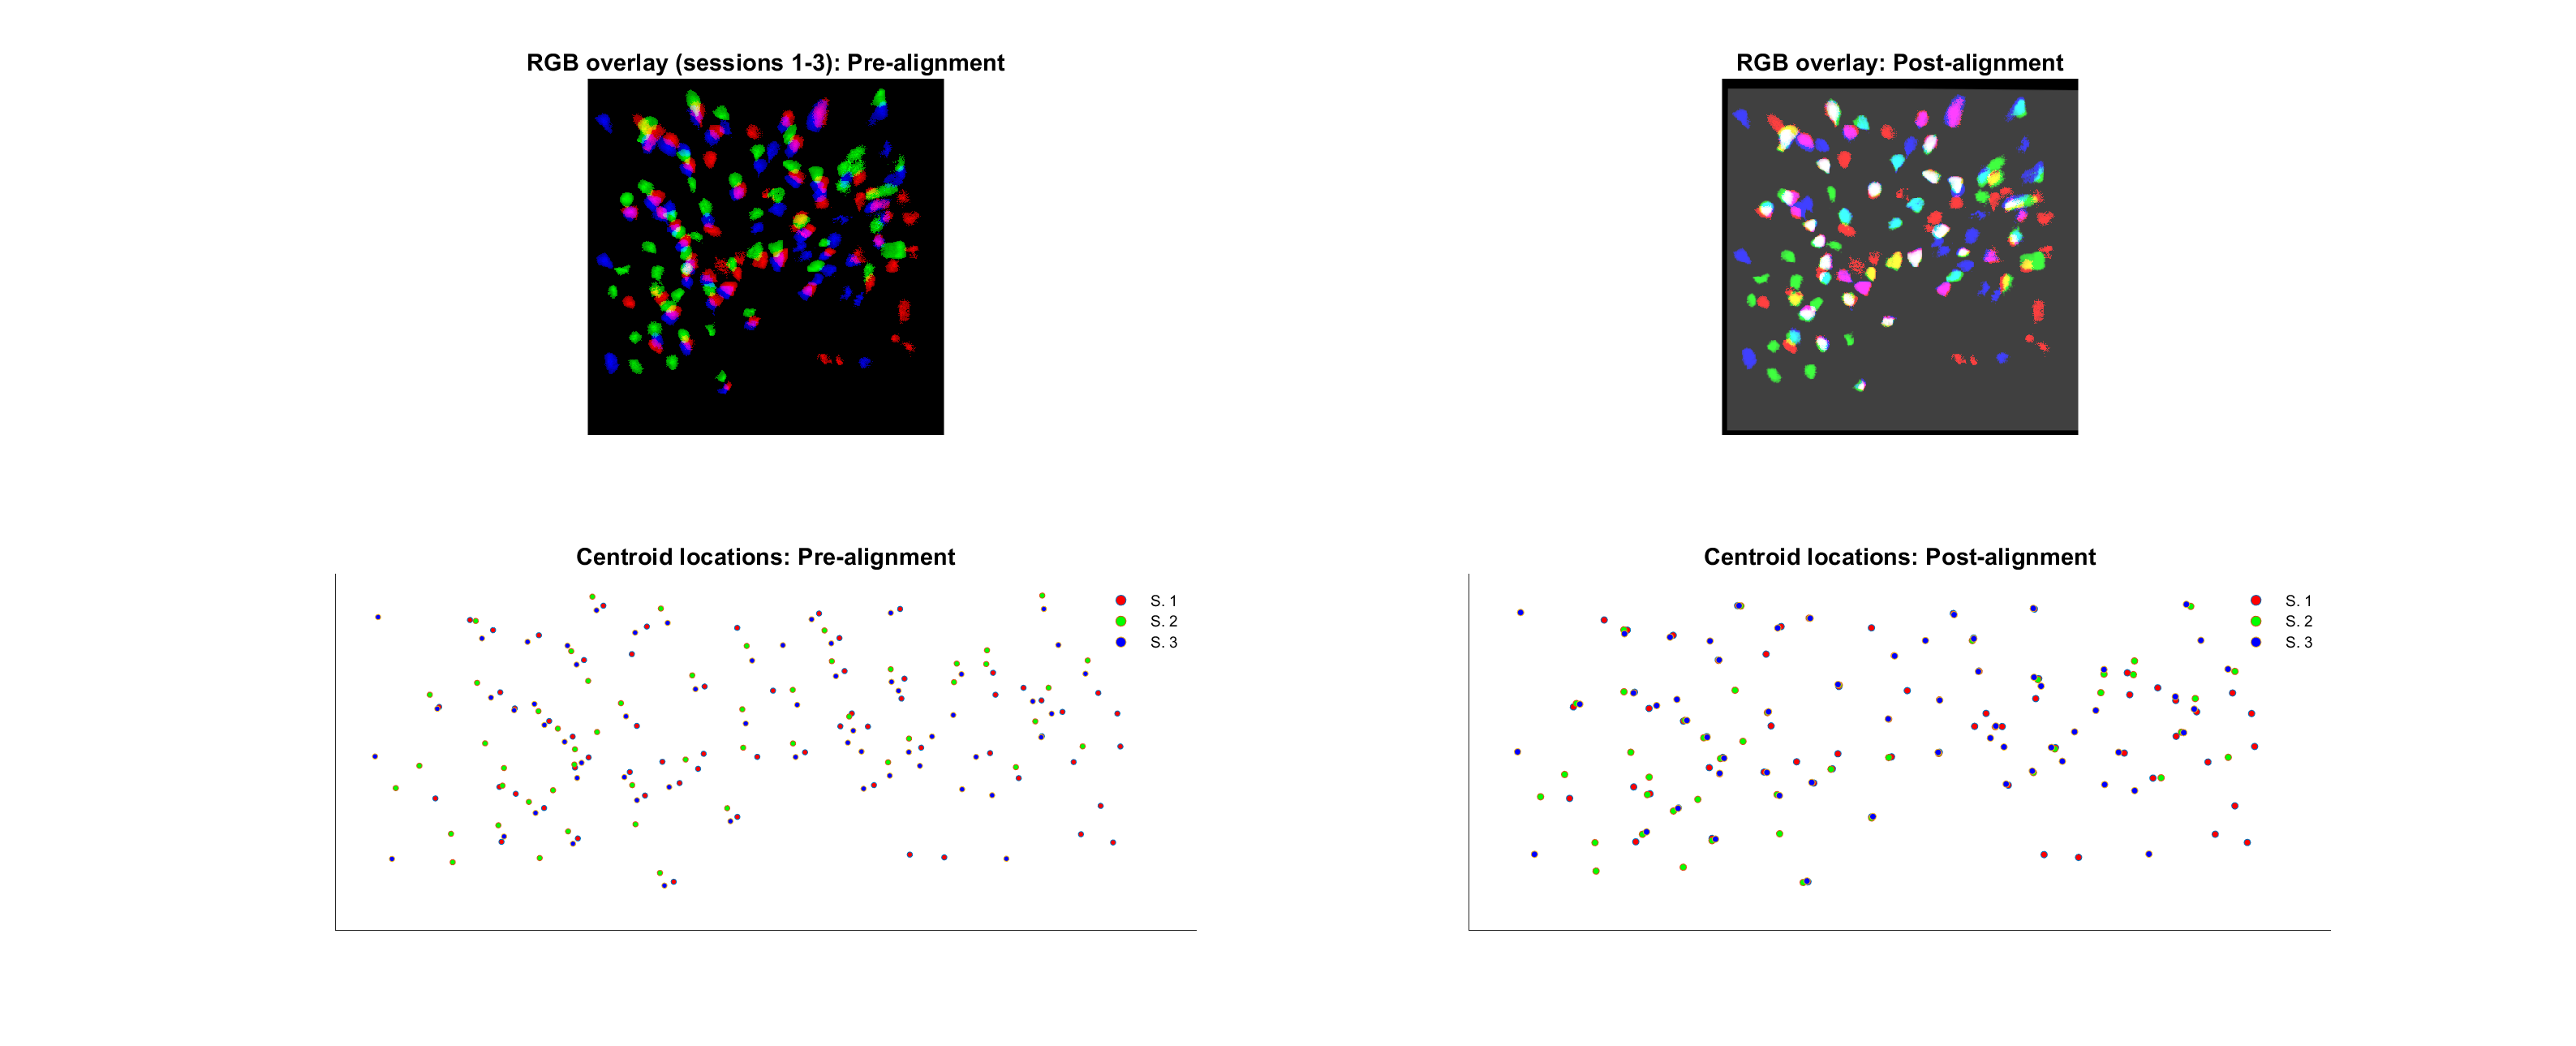 RGB overlay (sessions 1-3): Pre-alignment
RGB overlay: Post-alignment
Centroid locations: Pre-alignment
S. 1
S. 2
S. 3
Centroid locations: Post-alignment
S. 1
S. 2
S. 3